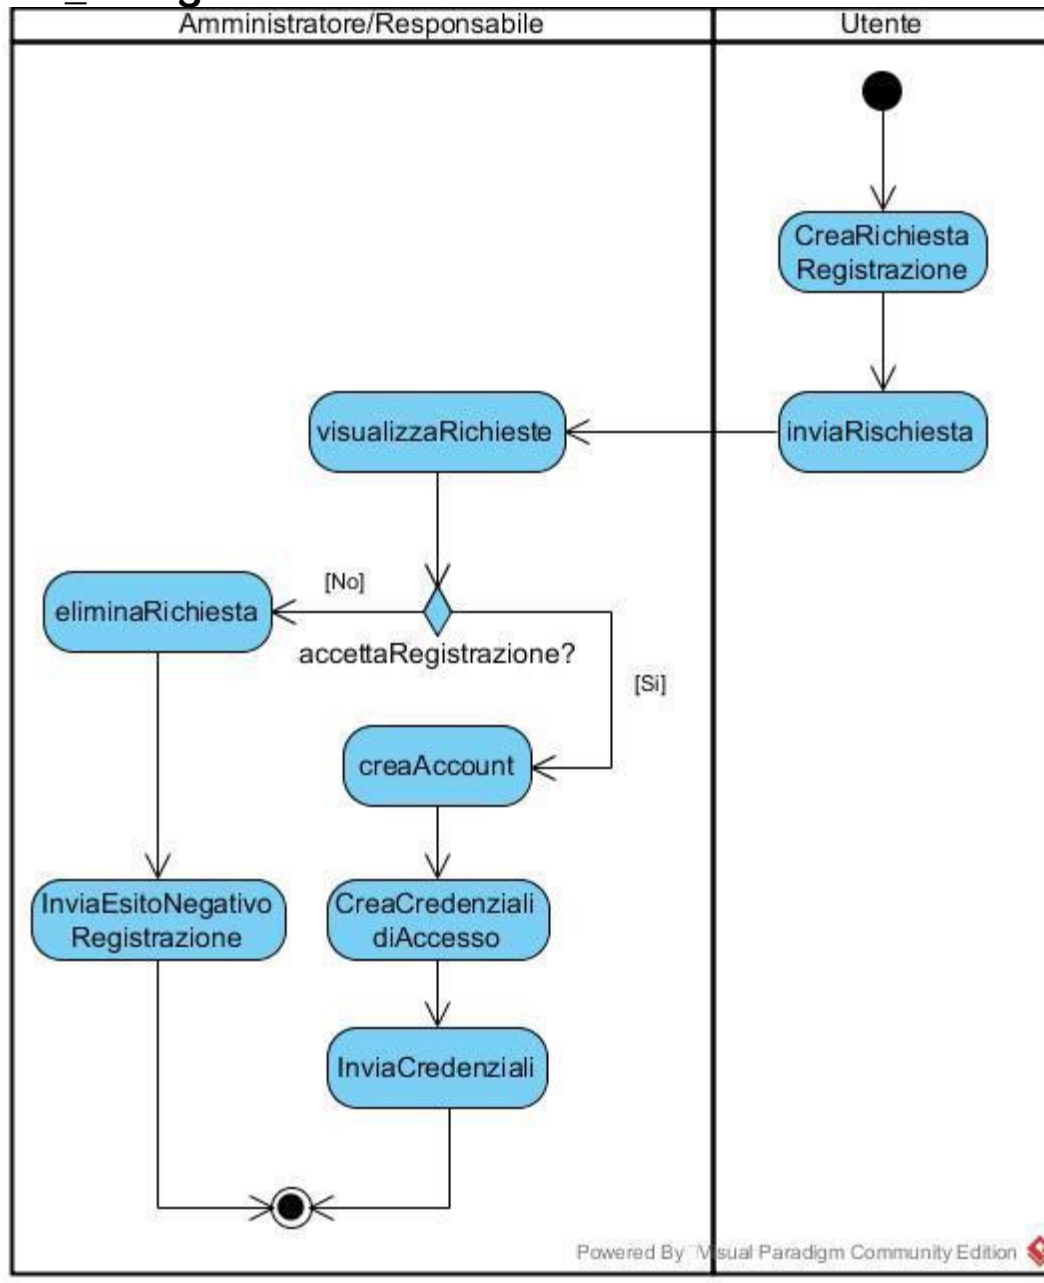 Amministratore/Responsabile
Utente
CreaRichiesta
Registrazione
visualizzaRichieste
inviaRischiesta
[No]
eliminaRichiesta
accettaRegistrazione?
[Si]
creaAccount
InviaEsitoNegativo
Registrazione
CreaCredenziali
diAccesso
InviaCredenziali
Powered By Visual Paradigm Community Edition